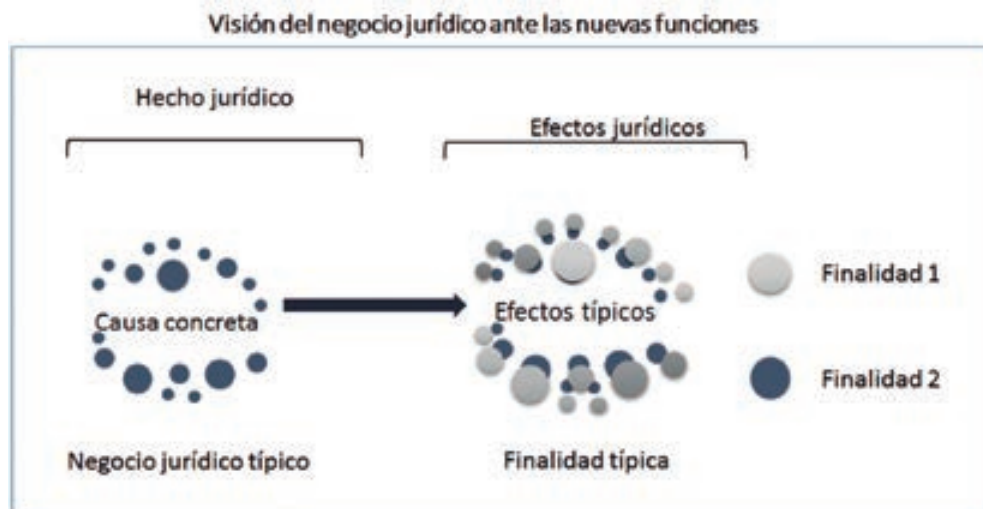 Visión del negocio jurídico ante las nuevas funciones
Hecho jurídico
Efectos jurídicos
Causa concreta
Efectos típicos
Finalidad 1
Finalidad 2
Negocio jurídico típico
Finalidad típica